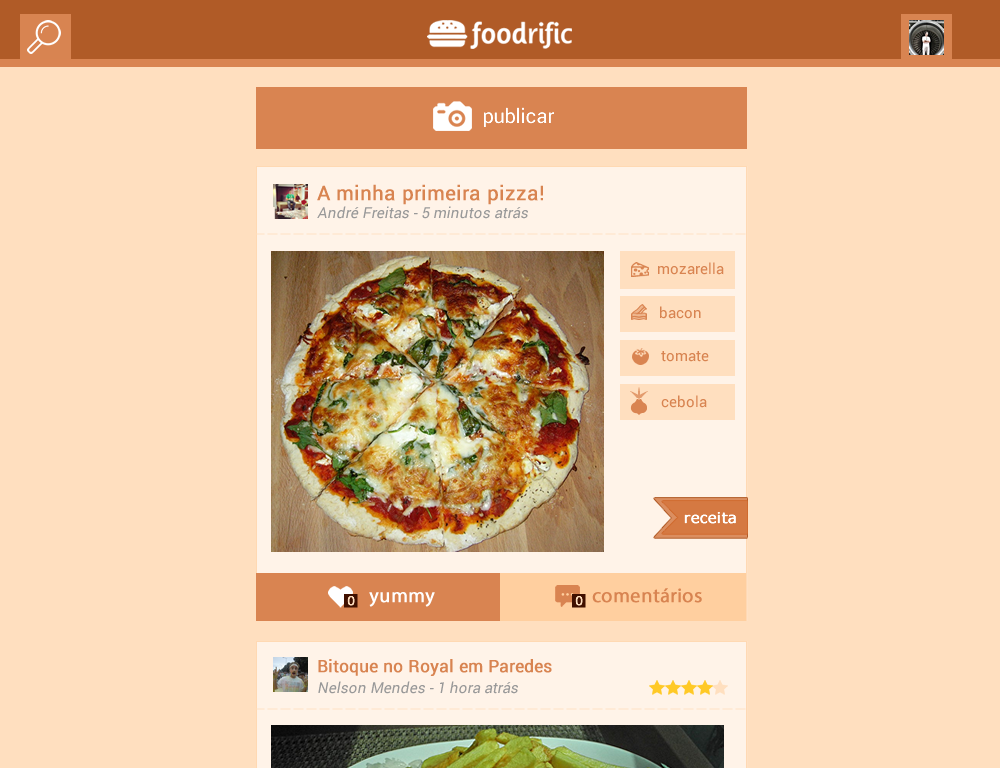 foodrific
publicar
A minha primeira pizza!
André Freitas - 5 minutos atrás
mozarella
bacon
tomate
cebola
receita
0 yummy
0 comentários
Bitoque no Royal em Paredes
Nelson Mendes - 1 hora atrás